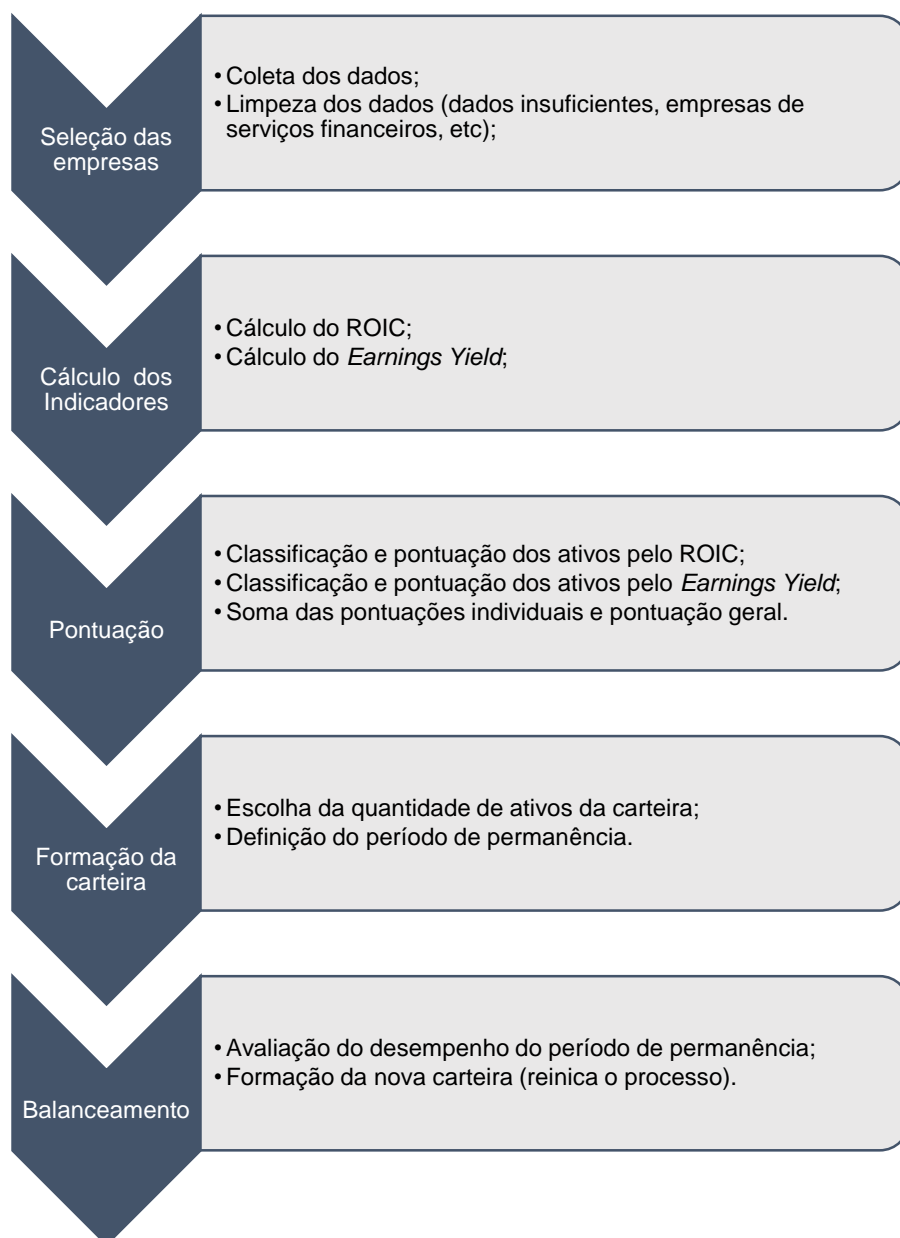 Seleção das
empresas
• Coleta dos dados;
• Limpeza dos dados (dados insuficientes, empresas de
serviços financeiros, etc);
Cálculo dos
Indicadores
• Cálculo do ROIC;
• Cálculo do Earnings Yield;
Pontuação
• Classificação e pontuação dos ativos pelo ROIC;
• Classificação e pontuação dos ativos pelo Earnings Yield;
• Soma das pontuações individuais e pontuação geral.
Formação da
carteira
• Escolha da quantidade de ativos da carteira;
• Definição do período de permanência.
Balanceamento
• Avaliação do desempenho do período de permanência;
• Formação da nova carteira (reinica o processo).